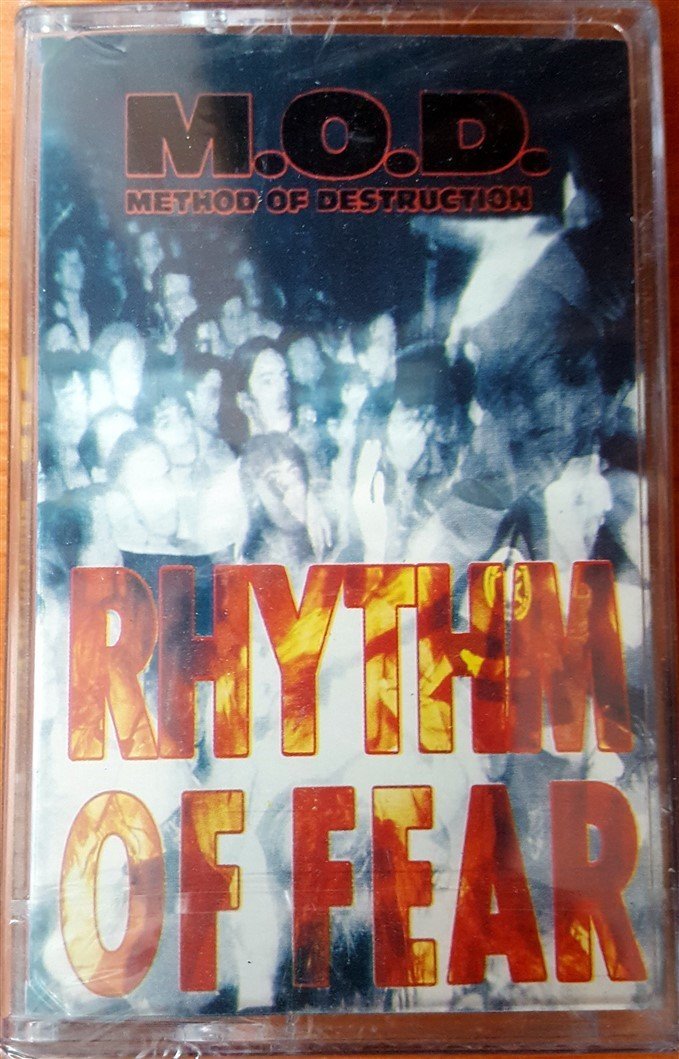 M.O.D.
METHOD OF DESTRUCTION
RHYTHM
OF FEAR